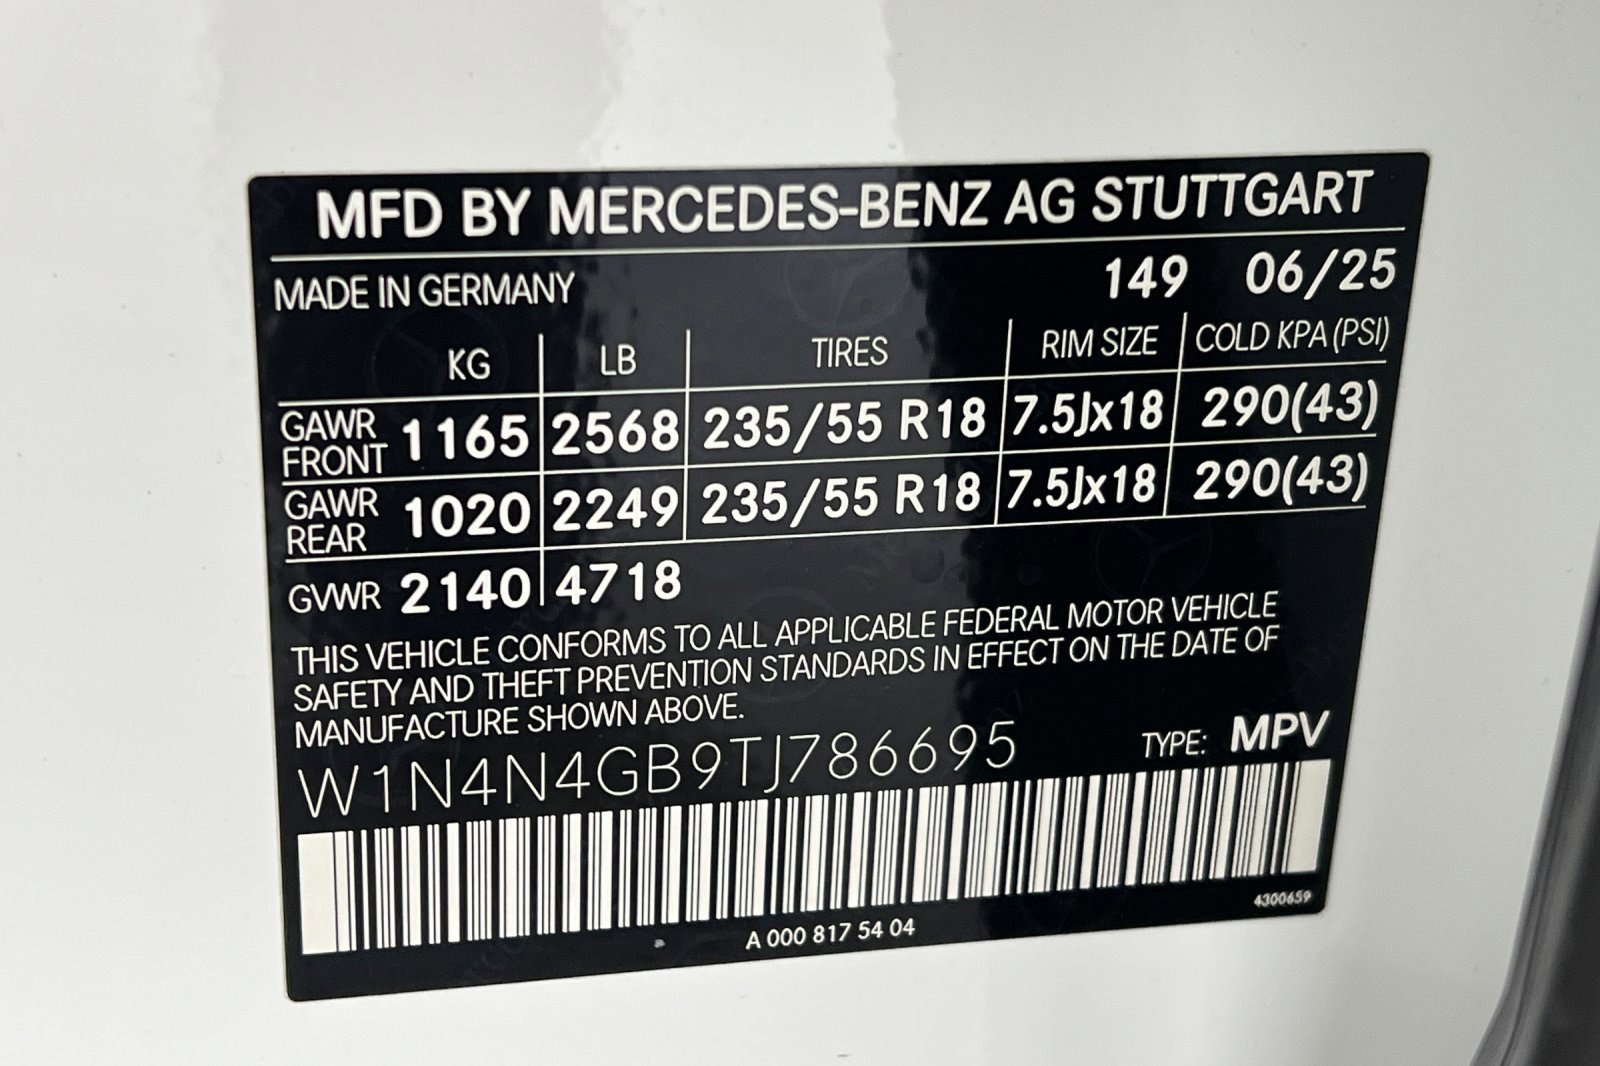 MFD BY MERCEDES-BENZ AG STUTTGART
MADE IN GERMANY 149 06/25
KG LB TIRES RIM SIZE COLD KPA (PSI)
GAWR FRONT 1165 2568 235/55 R18 7.5Jx18 290(43)
GAWR REAR 1020 2249 235/55 R18 7.5Jx18 290(43)
GVWR 2140 4718
THIS VEHICLE CONFORMS TO ALL APPLICABLE FEDERAL MOTOR VEHICLE
SAFETY AND THEFT PREVENTION STANDARDS IN EFFECT ON THE DATE OF
MANUFACTURE SHOWN ABOVE.
W1N4N4GB9TJ786695 TYPE: MPV
A 000 817 54 04 4300659